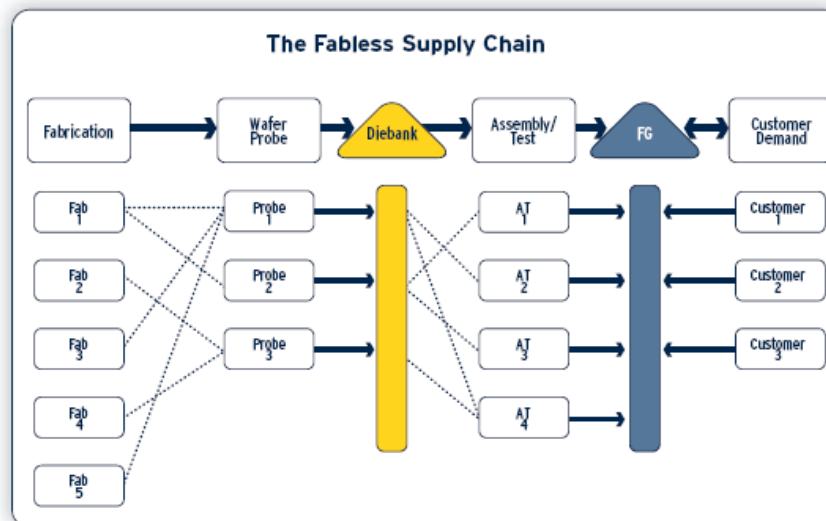 The Fabless Supply Chain
Fabrication
Wafer
Probe
Diebank
Assembly/
Test
FG
Customer
Demand
Fab
1
Probe
1
AT
1
Customer
1
Fab
2
Probe
2
AT
2
Customer
2
Fab
3
Probe
3
AT
3
Customer
3
Fab
4
AT
4
Fab
5